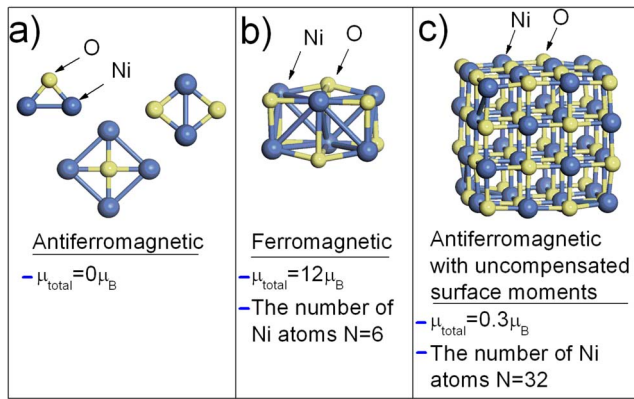 a)
O
Ni
Antiferromagnetic
–μtotal=0μB
b)
Ni
O
Ferromagnetic
–μtotal=12μB
–The number of
Ni atoms N=6
c)
Ni
O
Antiferromagnetic
with uncompensated
surface moments
–μtotal=0.3μB
–The number of Ni
atoms N=32